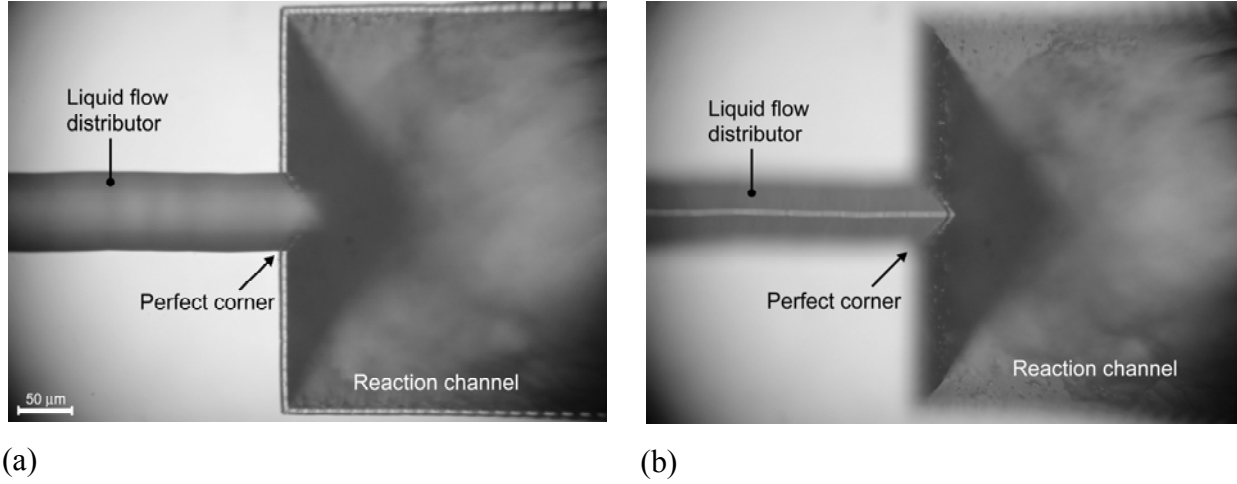 Liquid flow
distributor
Perfect corner
Reaction channel
50 μm
(a)
Liquid flow
distributor
Perfect corner
Reaction channel
(b)